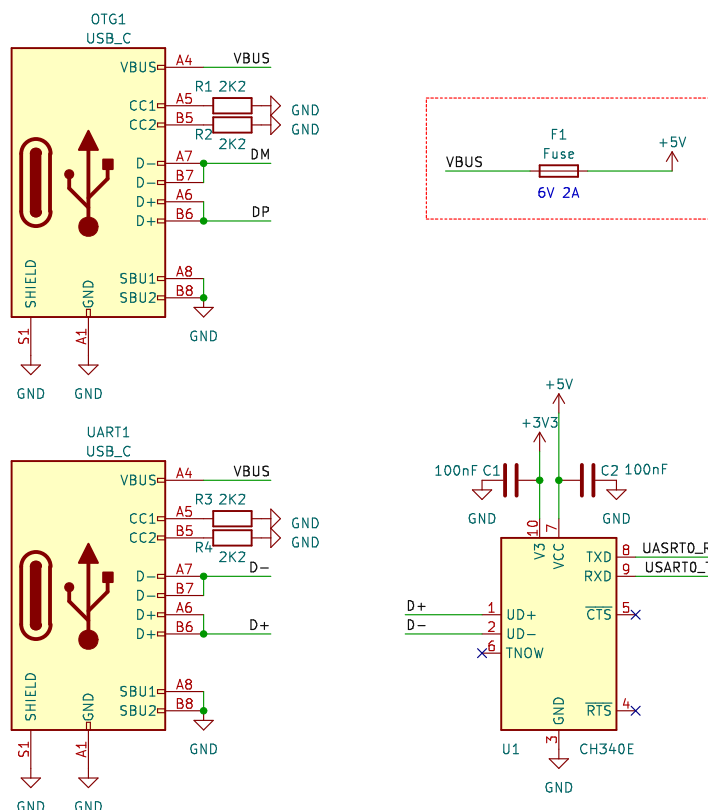 OTG1
USB_C
VBUS A4 VBUS
CC1 A5 R1 2K2 GND
CC2 B5 R2 2K2 GND
D- A7 DM
D- B7
D+ A6
D+ B6 DP
SBU1 A8
SBU2 B8
GND
SHIELD
GND
S1
A1
GND
GND
F1
Fuse
VBUS
+5V
6V 2A
UART1
USB_C
VBUS A4 VBUS
CC1 A5 R3 2K2 GND
CC2 B5 R4 2K2 GND
D- A7 D-
D- B7
D+ A6
D+ B6 D+
SBU1 A8
SBU2 B8
GND
SHIELD
GND
S1
A1
GND
GND
+5V
+3V3
100nF C1
C2 100nF
GND
GND
10
7
V3
VCC
TXD 8 UASRT0_R
RXD 9 USART0_T
D+ 1 UD+
D- 2 UD-
6 TNOW
CTS 5
RTS 4
GND
3
U1
CH340E
GND